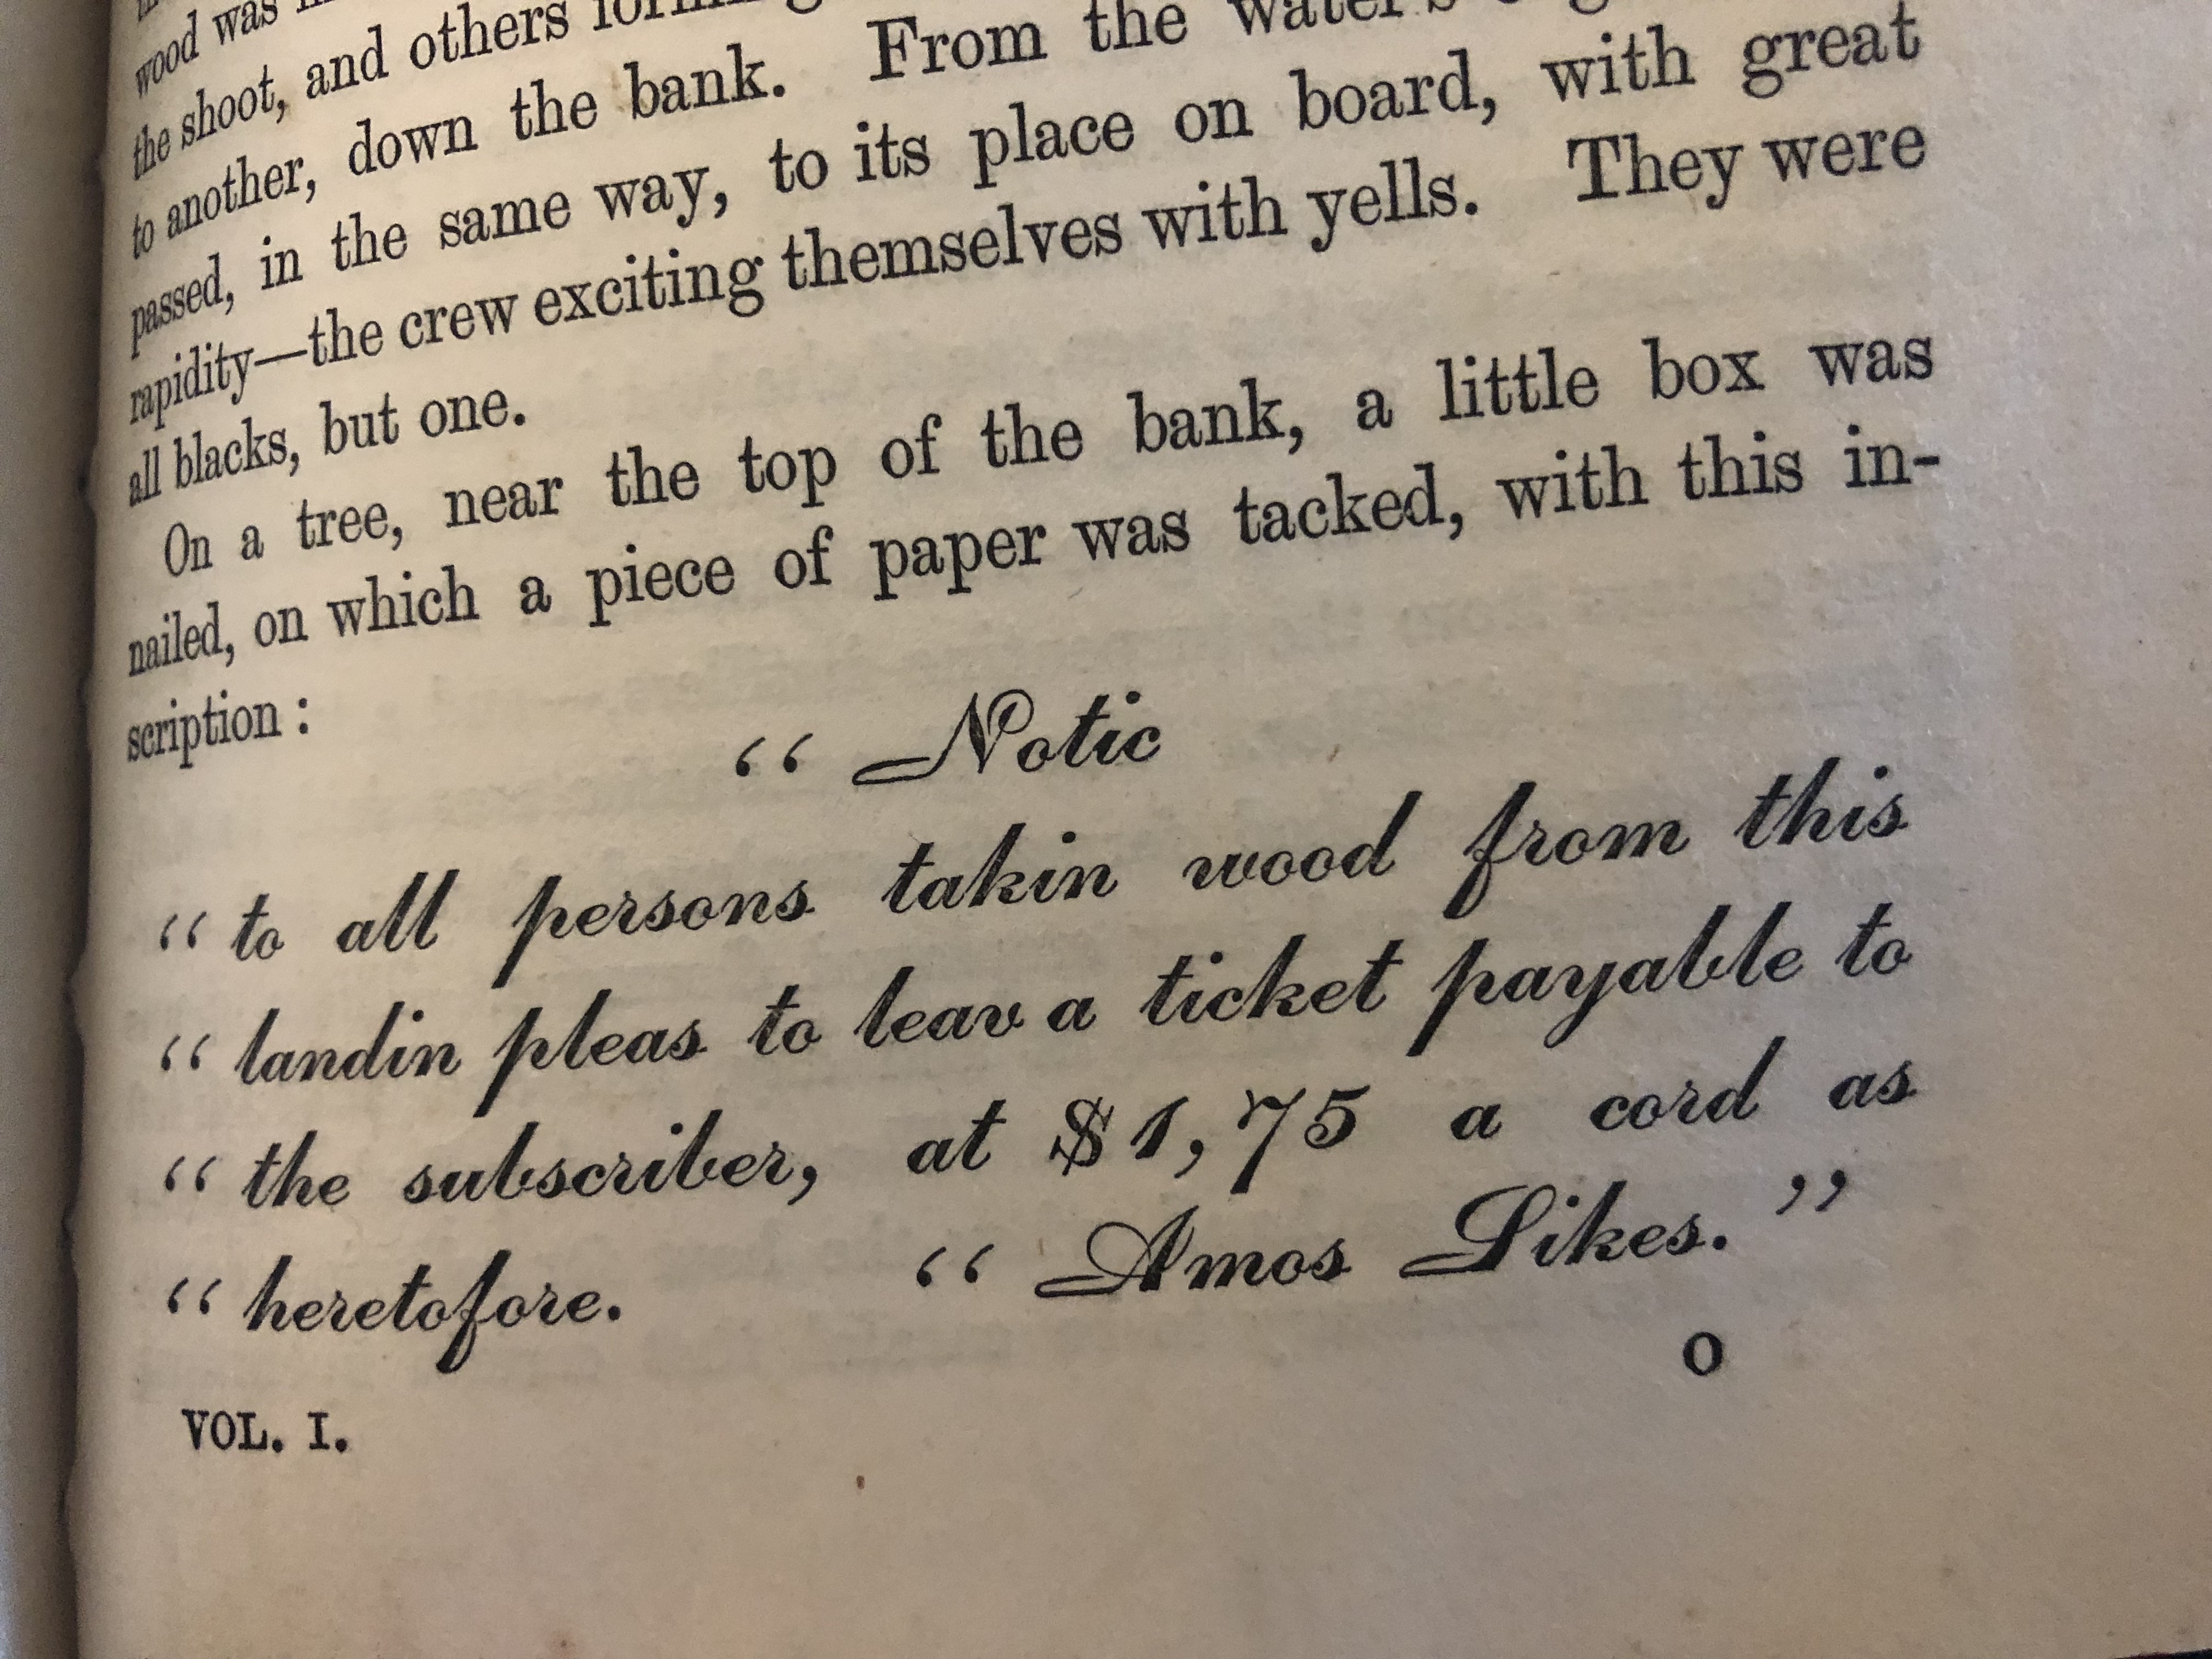 wood was
the shoot, and others
to another, down the bank. From the water's
passed, in the same way, to its place on board, with great
rapidity—the crew exciting themselves with yells. They were
all blacks, but one.
On a tree, near the top of the bank, a little box was
nailed, on which a piece of paper was tacked, with this in-
scription :
“ Notic
“ to all persons takin wood from this
“ landin pleas to leav a ticket payable to
“ the subscriber, at $1,75 a cord as
“ heretofore. “ Amos Sikes. ”
VOL. I. O